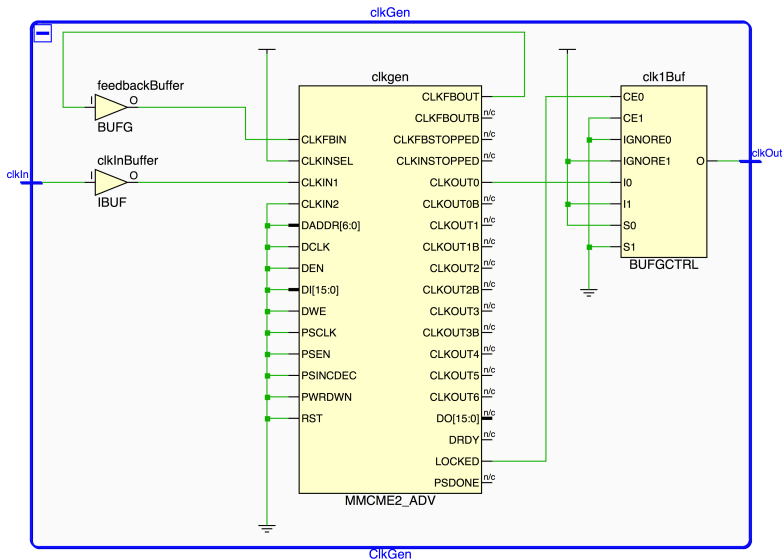 clkGen
feedbackBuffer
I
O
BUFG
clkInBuffer
clkIn
I
O
IBUF
clkgen
CLKFBIN
CLKINSEL
CLKIN1
CLKIN2
DADDR[6:0]
DCLK
DEN
DI[15:0]
DWE
PSCLK
PSEN
PSINCDEC
PWRDWN
RST
CLKFBOUT
CLKFBOUTB n/c
CLKFBSTOPPED n/c
CLKINSTOPPED n/c
CLKOUT0
CLKOUT0B n/c
CLKOUT1 n/c
CLKOUT1B n/c
CLKOUT2 n/c
CLKOUT2B n/c
CLKOUT3 n/c
CLKOUT3B n/c
CLKOUT4 n/c
CLKOUT5 n/c
CLKOUT6 n/c
DO[15:0] n/c
DRDY n/c
LOCKED
PSDONE n/c
MMCME2_ADV
clk1Buf
CE0
CE1
IGNORE0
IGNORE1
I0
I1
S0
S1
O
BUFGCTRL
clkOut
ClkGen